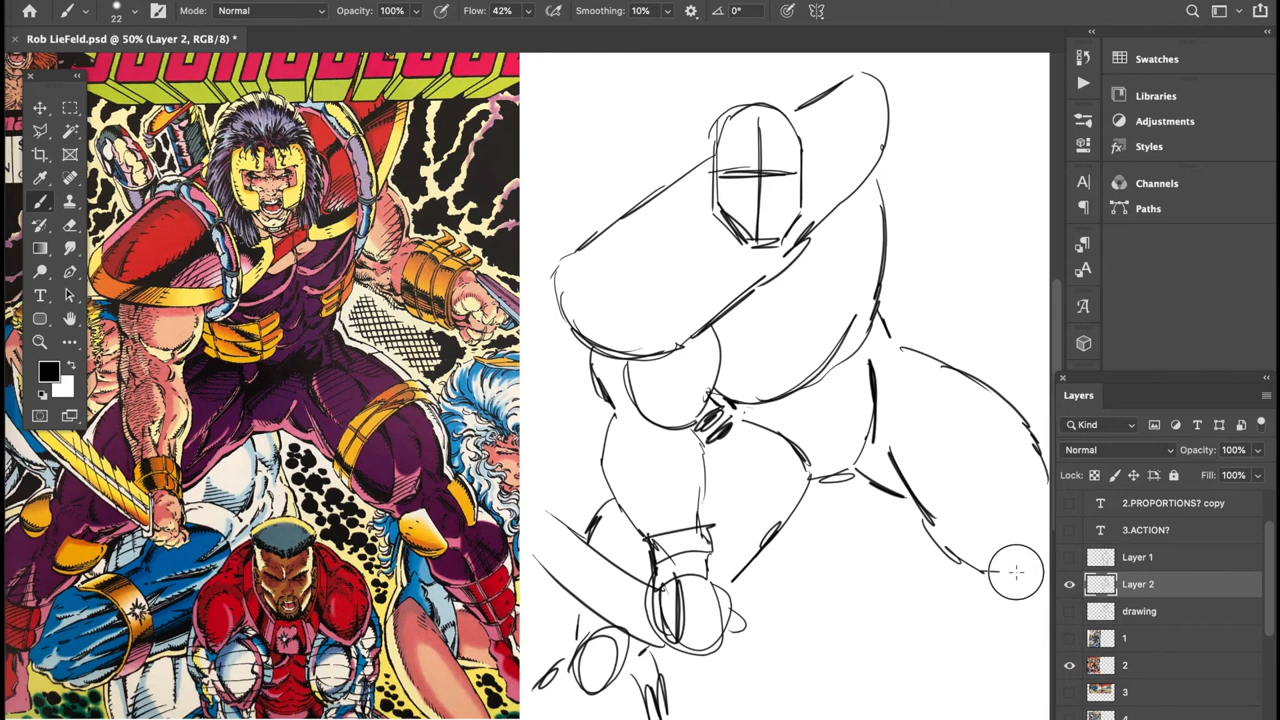 22
Mode: Normal
Opacity: 100%
Flow: 42%
Smoothing: 10%
0°
Rob LieFeld.psd @ 50% (Layer 2, RGB/8) *
Swatches
Libraries
Adjustments
Styles
Channels
Paths
Layers
Kind
Normal
Opacity: 100%
Lock:
Fill: 100%
2.PROPORTIONS? copy
3.ACTION?
Layer 1
Layer 2
drawing
1
2
3